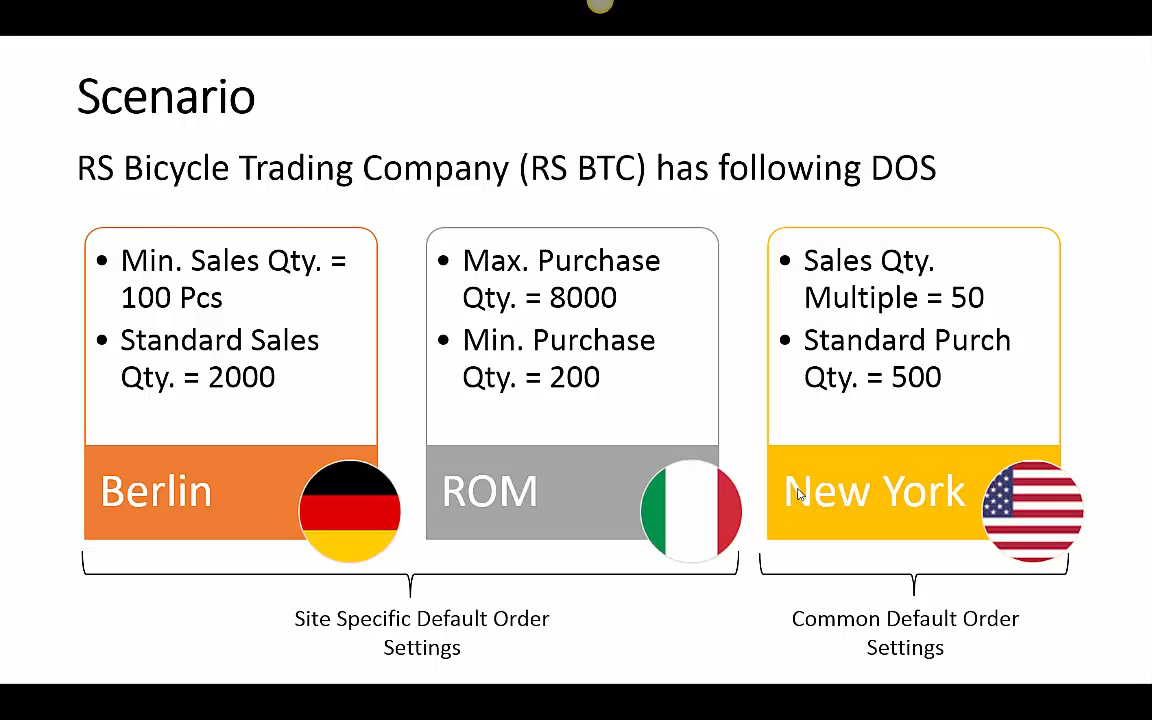 Scenario
RS Bicycle Trading Company (RS BTC) has following DOS
• Min. Sales Qty. =
100 Pcs
• Standard Sales
Qty. = 2000
Berlin
• Max. Purchase
Qty. = 8000
• Min. Purchase
Qty. = 200
ROM
• Sales Qty.
Multiple = 50
• Standard Purch
Qty. = 500
New York
Site Specific Default Order
Settings
Common Default Order
Settings